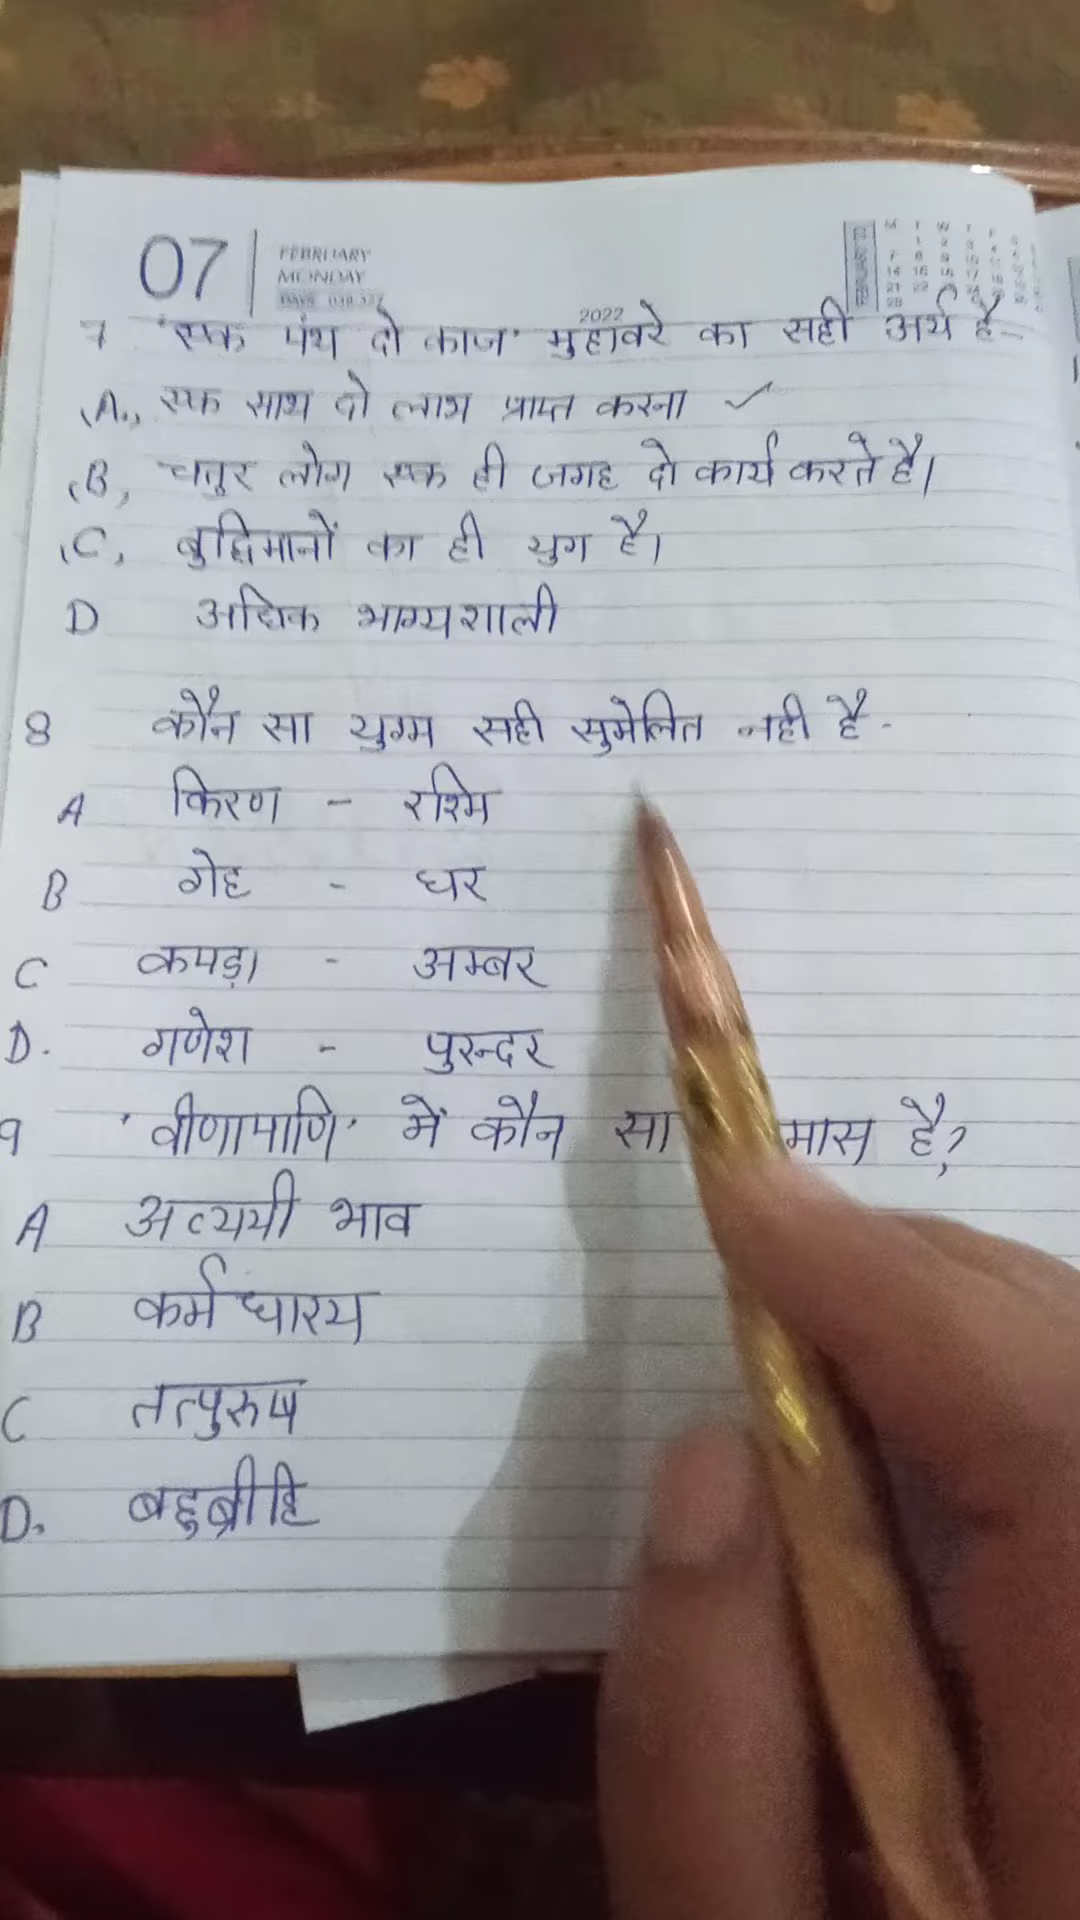 07
FEBRUARY
MONDAY
2022
7 'एक पंथ दो काज' मुहावरे का सही अर्थ है-
(A) एक साथ दो लाभ प्राप्त करना ✓
(B) चतुर लोग एक ही जगह दो कार्य करते है।
(C) बुद्धिमानों का ही युग है।
D अधिक भाग्यशाली
8 कौन सा युग्म सही सुमेलित नही है-
A किरण - रश्मि
B गेह - घर
C कपड़ा - अम्बर
D. गणेश - पुरन्दर
9 'वीणापाणि' में कौन सा मास है?
A अव्ययी भाव
B कर्मधारय
C तत्पुरुष
D. बहुब्रीहि